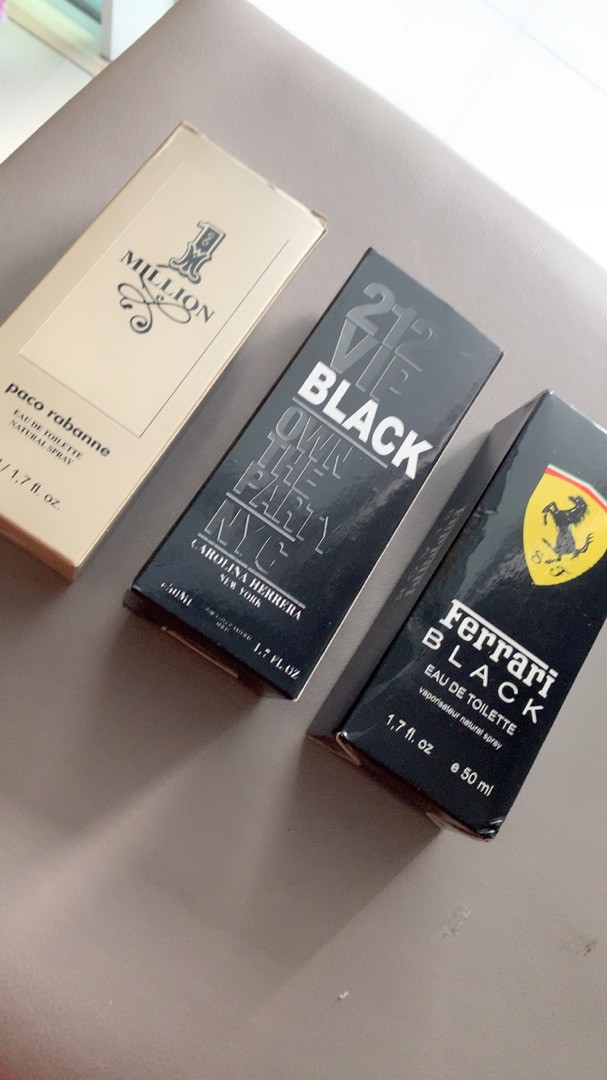 1
MILLION
paco rabanne
EAU DE TOILETTE
NATURAL SPRAY
/ 1,7 fl. oz.
212
VIP
BLACK
OWN
THE
PARTY
NYC
CAROLINA HERRERA
NEW YORK
1.7 FL.OZ
S F
Ferrari
BLACK
EAU DE TOILETTE
vaporisateur natural spray
1,7 fl. oz
e 50 ml